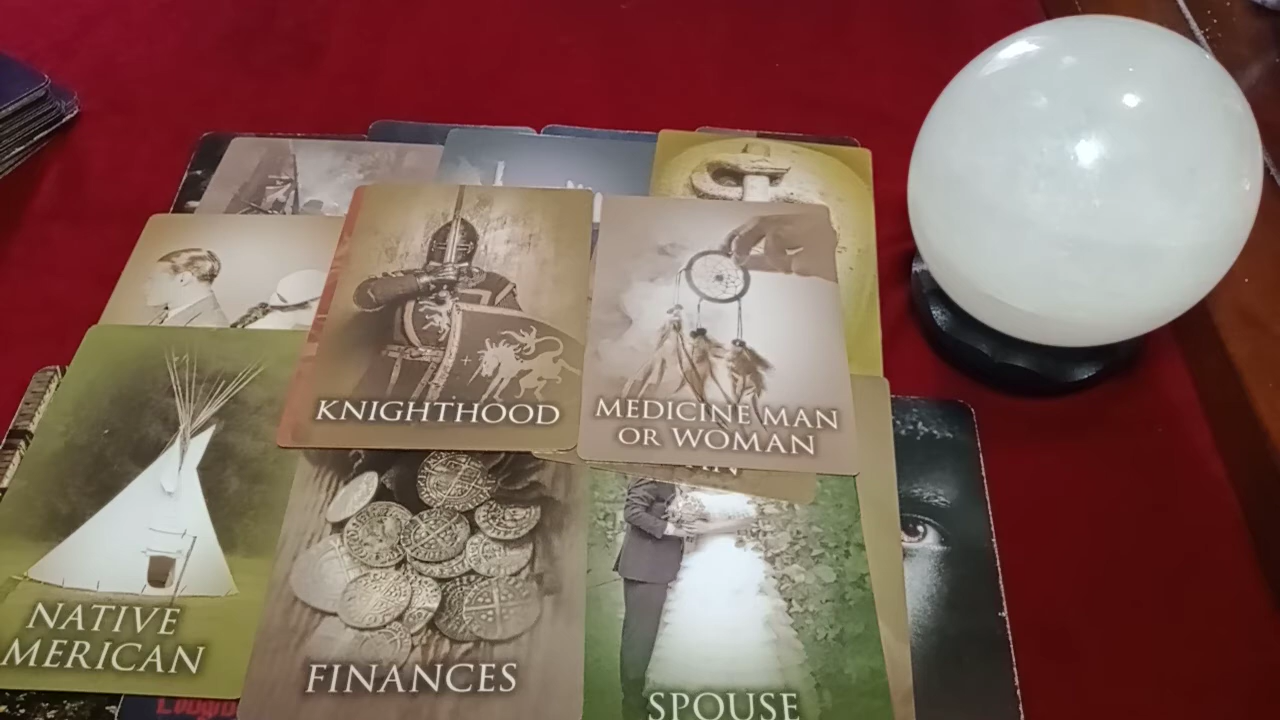 KNIGHTHOOD
MEDICINE MAN
OR WOMAN
NATIVE
MERICAN
FINANCES
SPOUSE